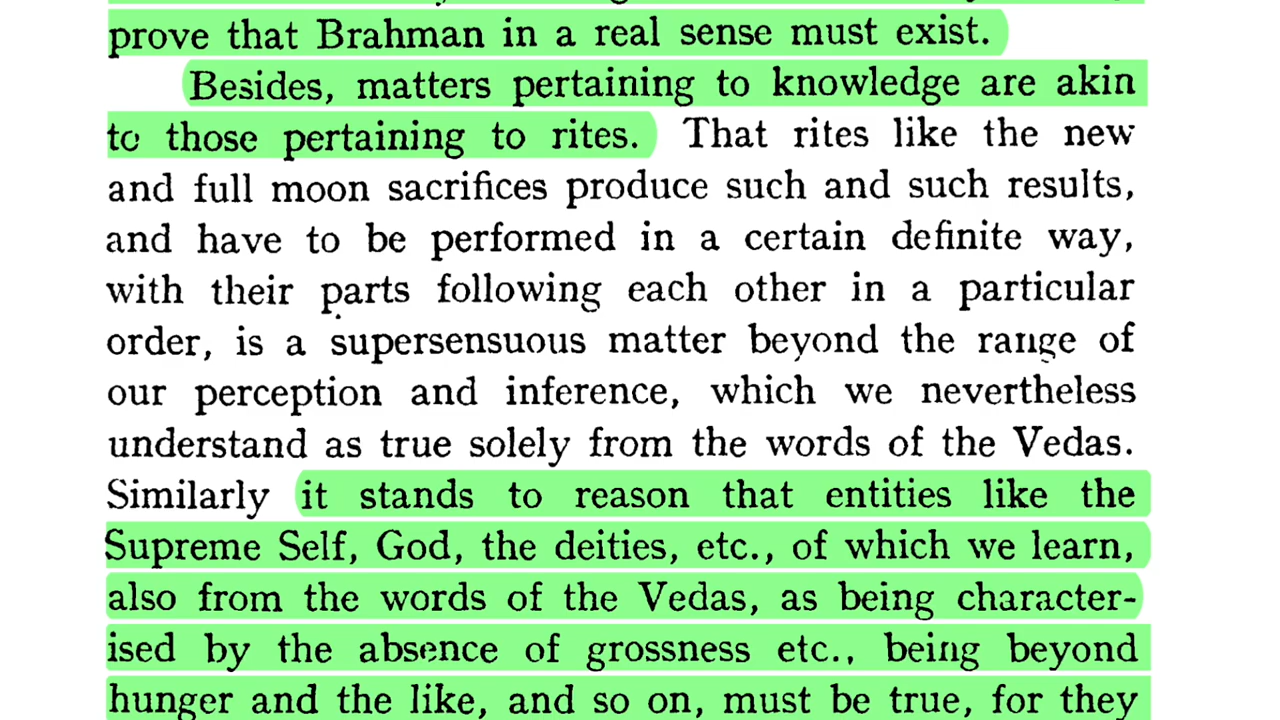 prove that Brahman in a real sense must exist.
Besides, matters pertaining to knowledge are akin
to those pertaining to rites. That rites like the new
and full moon sacrifices produce such and such results,
and have to be performed in a certain definite way,
with their parts following each other in a particular
order, is a supersensuous matter beyond the range of
our perception and inference, which we nevertheless
understand as true solely from the words of the Vedas.
Similarly it stands to reason that entities like the
Supreme Self, God, the deities, etc., of which we learn,
also from the words of the Vedas, as being character-
ised by the absence of grossness etc., being beyond
hunger and the like, and so on, must be true, for they